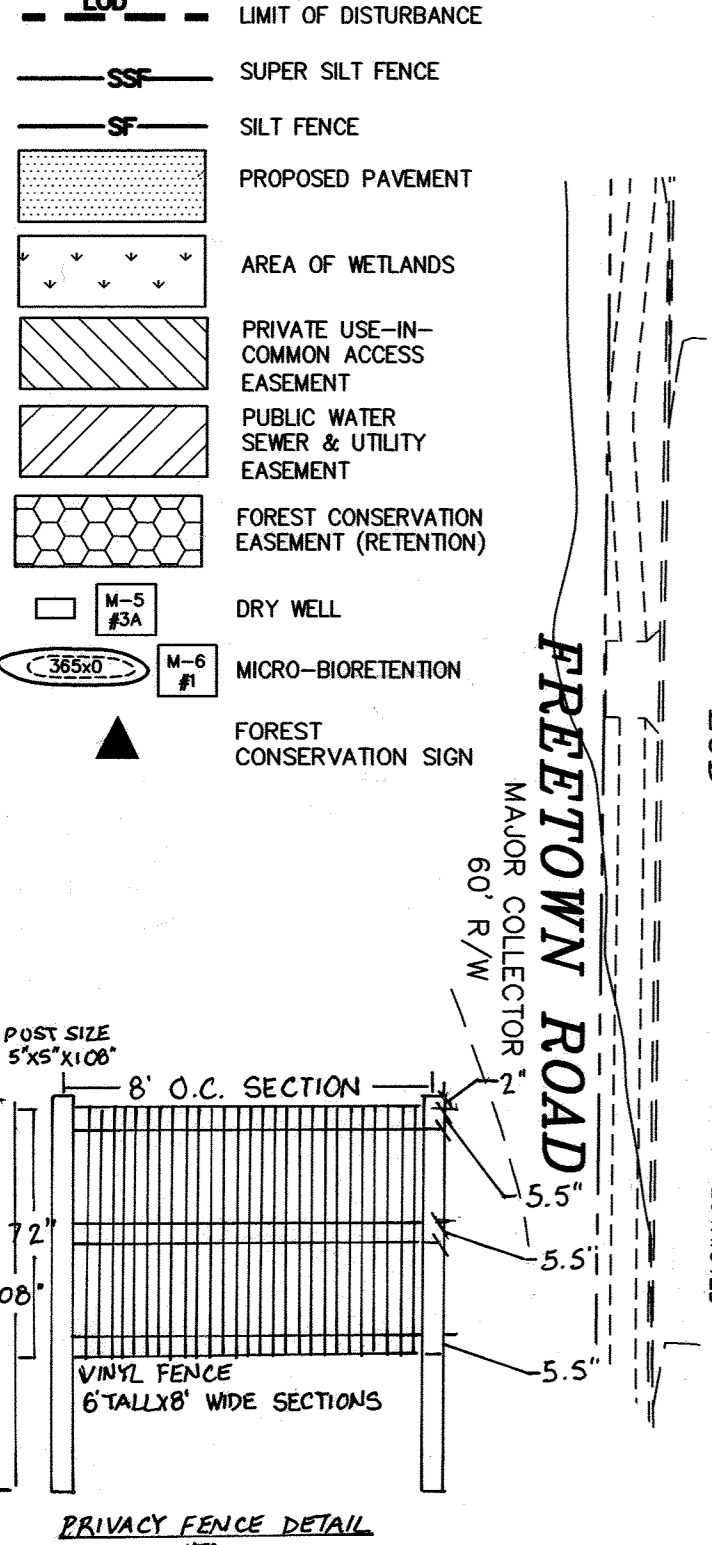 LOD
LIMIT OF DISTURBANCE
SSF
SUPER SILT FENCE
SF
SILT FENCE
PROPOSED PAVEMENT
AREA OF WETLANDS
PRIVATE USE-IN-
COMMON ACCESS
EASEMENT
PUBLIC WATER
SEWER & UTILITY
EASEMENT
FOREST CONSERVATION
EASEMENT (RETENTION)
M-5
#3A
DRY WELL
365x0
M-6
#1
MICRO-BIORETENTION
FOREST
CONSERVATION SIGN
FREETOWN ROAD
MAJOR COLLECTOR
60' R/W
POST SIZE
5"X5"X108"
8' O.C. SECTION
2"
5.5"
72"
5.5"
08"
5.5"
VINYL FENCE
6'TALLX8' WIDE SECTIONS
PRIVACY FENCE DETAIL